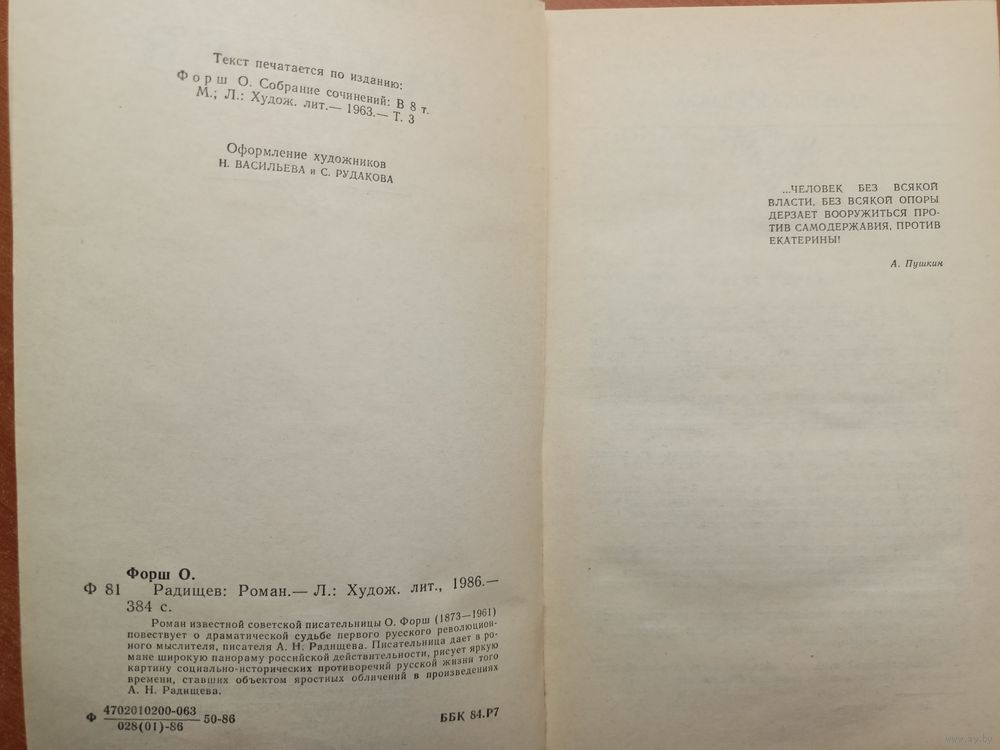 Текст печатается по изданию:
Форш О. Собрание сочинений: В 8 т.
М.; Л.: Худож. лит.— 1963.— Т. 3
Оформление художников
Н. ВАСИЛЬЕВА и С. РУДАКОВА
Форш О.
Ф 81 Радищев: Роман.— Л.: Худож. лит., 1986.—
384 с.
Роман известной советской писательницы О. Форш (1873—1961)
повествует о драматической судьбе первого русского революцион-
ного мыслителя, писателя А. Н. Радищева. Писательница дает в ро-
мане широкую панораму российской действительности, рисует яркую
картину социально-исторических противоречий русской жизни того
времени, ставших объектом яростных обличений в произведениях
А. Н. Радищева.
Ф 4702010200-063 50-86
028(01)-86
ББК 84.Р7
...ЧЕЛОВЕК БЕЗ ВСЯКОЙ
ВЛАСТИ, БЕЗ ВСЯКОЙ ОПОРЫ
ДЕРЗАЕТ ВООРУЖИТЬСЯ ПРО-
ТИВ САМОДЕРЖАВИЯ, ПРОТИВ
ЕКАТЕРИНЫ!
А. Пушкин
www.ay.by